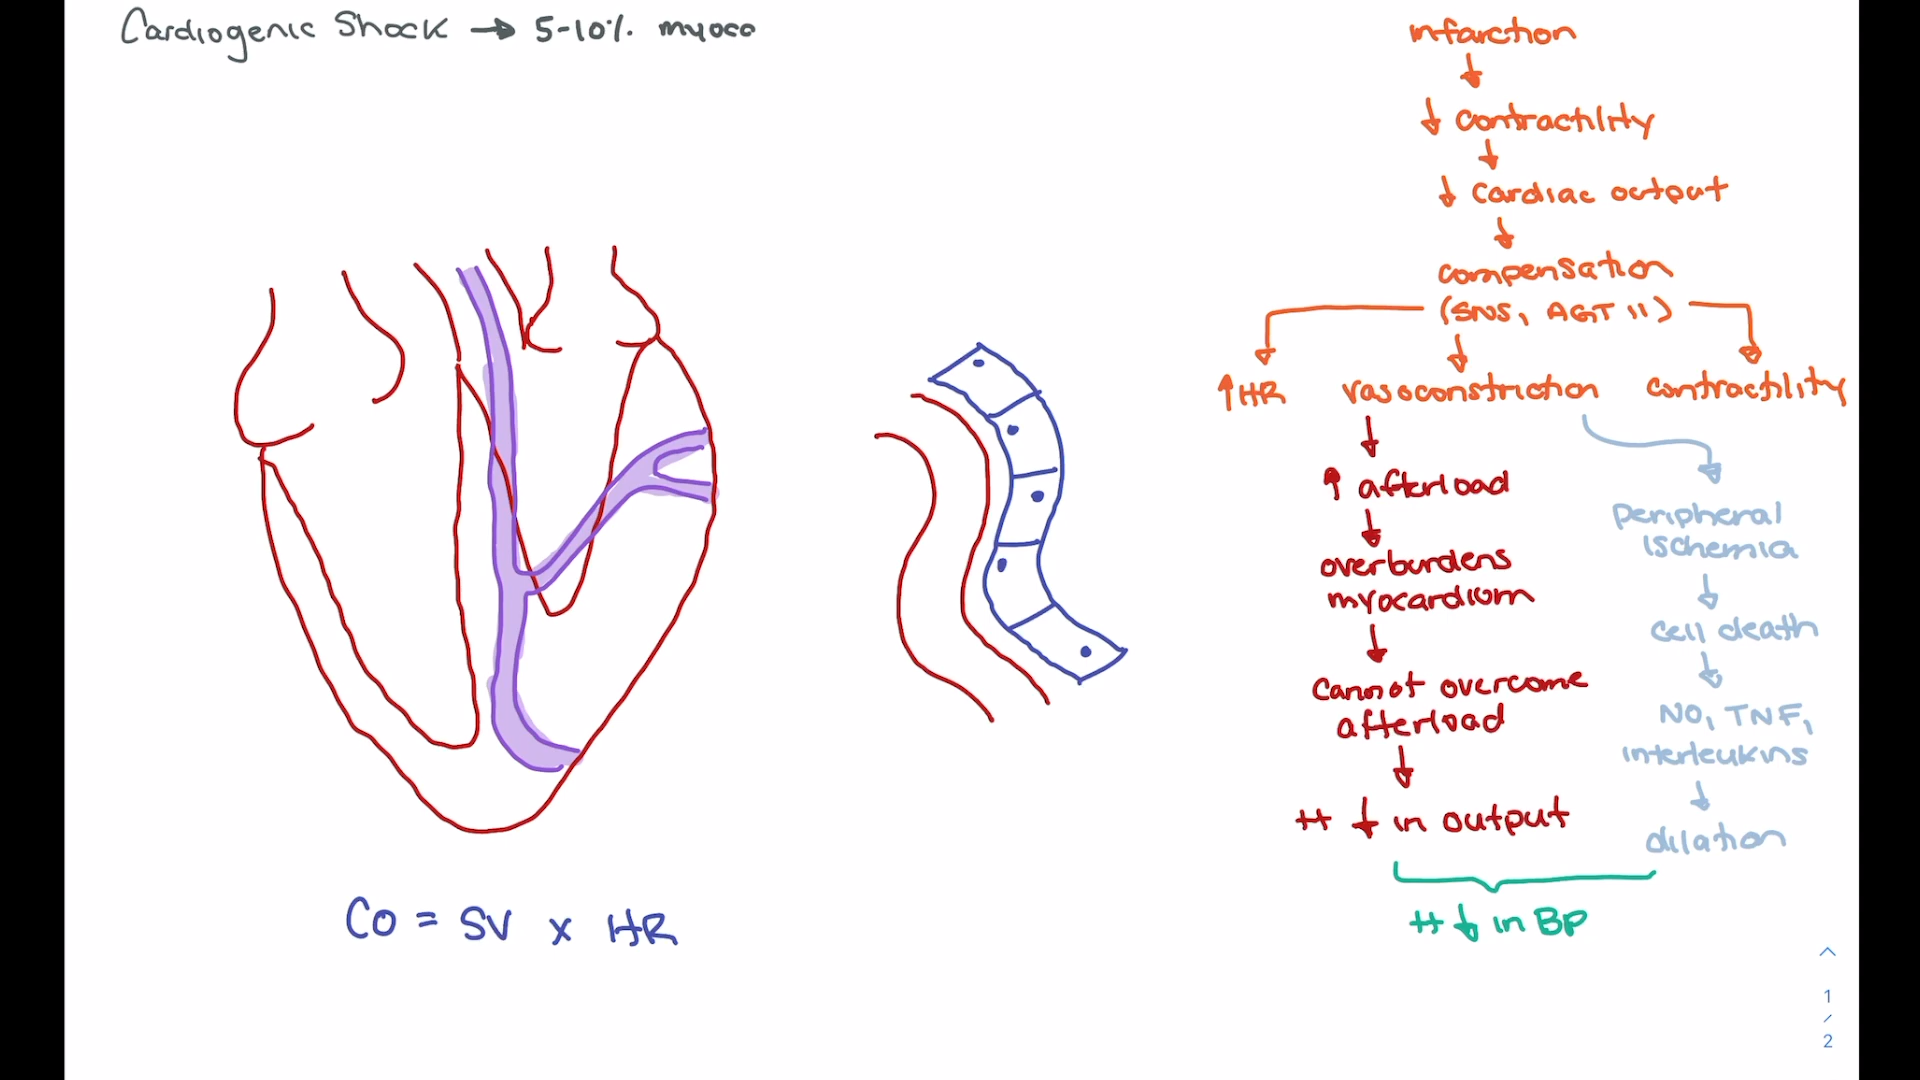 Cardiogenic Shock → 5-10% myoca
infarction
↓
↓ contractility
↓
↓ cardiac output
↓
compensation
(SNS, AGT II)
↑ HR
vasoconstriction
contractility
↓
↑ afterload
↓
overburdens
myocardium
↓
cannot overcome
afterload
↓
++ ↓ in output
peripheral
ischemia
↓
cell death
↓
NO, TNF,
interleukins
↓
dilation
++ ↓ in BP
CO = SV x HR
1
/
2